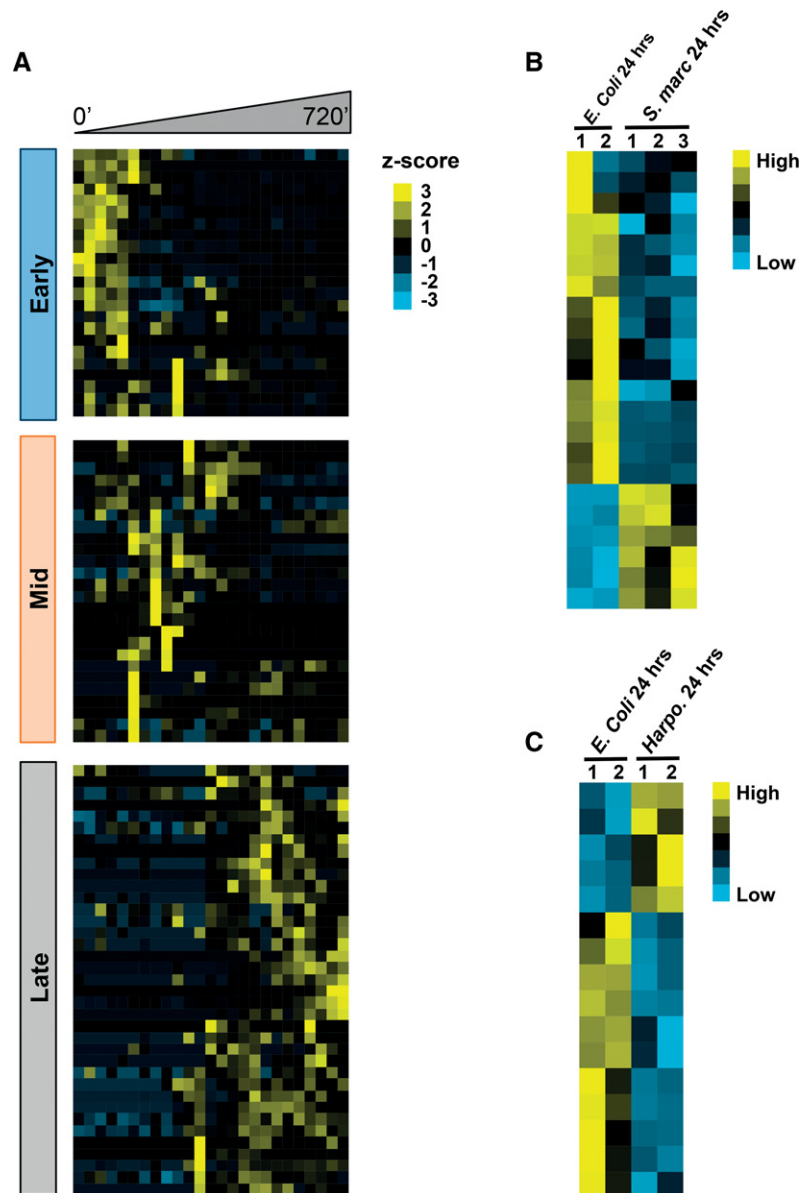 A
0' 720'
Early
Mid
Late
z-score
3
2
1
0
-1
-2
-3
B
E. Coli 24 hrs
S. marc 24 hrs
1 2 1 2 3
High
Low
C
E. Coli 24 hrs
Harpo. 24 hrs
1 2 1 2
High
Low